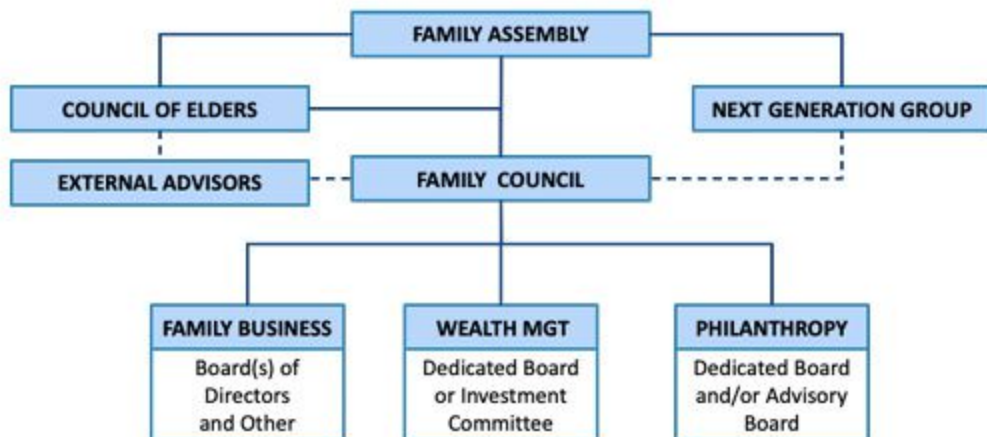 FAMILY ASSEMBLY
COUNCIL OF ELDERS
NEXT GENERATION GROUP
EXTERNAL ADVISORS
FAMILY COUNCIL
FAMILY BUSINESS
Board(s) of
Directors
and Other
WEALTH MGT
Dedicated Board
or Investment
Committee
PHILANTHROPY
Dedicated Board
and/or Advisory
Board